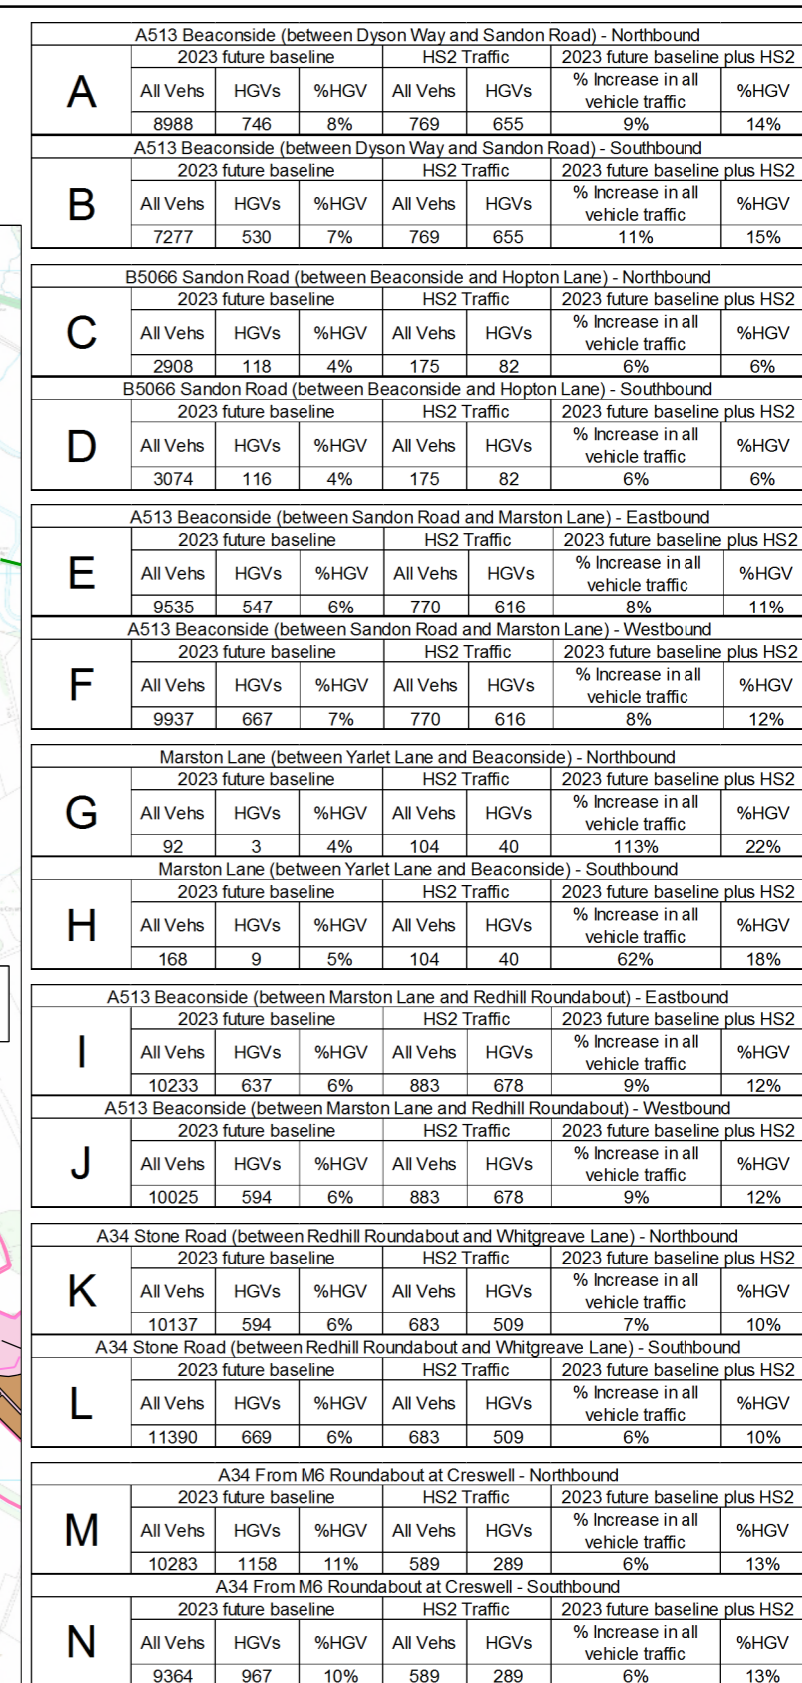 A513 Beaconside (between Dyson Way and Sandon Road) - Northbound
A
2023 future baseline HS2 Traffic 2023 future baseline plus HS2
All Vehs HGVs %HGV All Vehs HGVs % Increase in all vehicle traffic %HGV
8988 746 8% 769 655 9% 14%
A513 Beaconside (between Dyson Way and Sandon Road) - Southbound
B
2023 future baseline HS2 Traffic 2023 future baseline plus HS2
All Vehs HGVs %HGV All Vehs HGVs % Increase in all vehicle traffic %HGV
7277 530 7% 769 655 11% 15%
B5066 Sandon Road (between Beaconside and Hopton Lane) - Northbound
C
2023 future baseline HS2 Traffic 2023 future baseline plus HS2
All Vehs HGVs %HGV All Vehs HGVs % Increase in all vehicle traffic %HGV
2908 118 4% 175 82 6% 6%
B5066 Sandon Road (between Beaconside and Hopton Lane) - Southbound
D
2023 future baseline HS2 Traffic 2023 future baseline plus HS2
All Vehs HGVs %HGV All Vehs HGVs % Increase in all vehicle traffic %HGV
3074 116 4% 175 82 6% 6%
A513 Beaconside (between Sandon Road and Marston Lane) - Eastbound
E
2023 future baseline HS2 Traffic 2023 future baseline plus HS2
All Vehs HGVs %HGV All Vehs HGVs % Increase in all vehicle traffic %HGV
9535 547 6% 770 616 8% 11%
A513 Beaconside (between Sandon Road and Marston Lane) - Westbound
F
2023 future baseline HS2 Traffic 2023 future baseline plus HS2
All Vehs HGVs %HGV All Vehs HGVs % Increase in all vehicle traffic %HGV
9937 667 7% 770 616 8% 12%
Marston Lane (between Yarlet Lane and Beaconside) - Northbound
G
2023 future baseline HS2 Traffic 2023 future baseline plus HS2
All Vehs HGVs %HGV All Vehs HGVs % Increase in all vehicle traffic %HGV
92 3 4% 104 40 113% 22%
Marston Lane (between Yarlet Lane and Beaconside) - Southbound
H
2023 future baseline HS2 Traffic 2023 future baseline plus HS2
All Vehs HGVs %HGV All Vehs HGVs % Increase in all vehicle traffic %HGV
168 9 5% 104 40 62% 18%
A513 Beaconside (between Marston Lane and Redhill Roundabout) - Eastbound
I
2023 future baseline HS2 Traffic 2023 future baseline plus HS2
All Vehs HGVs %HGV All Vehs HGVs % Increase in all vehicle traffic %HGV
10233 637 6% 883 678 9% 12%
A513 Beaconside (between Marston Lane and Redhill Roundabout) - Westbound
J
2023 future baseline HS2 Traffic 2023 future baseline plus HS2
All Vehs HGVs %HGV All Vehs HGVs % Increase in all vehicle traffic %HGV
10025 594 6% 883 678 9% 12%
A34 Stone Road (between Redhill Roundabout and Whitgreave Lane) - Northbound
K
2023 future baseline HS2 Traffic 2023 future baseline plus HS2
All Vehs HGVs %HGV All Vehs HGVs % Increase in all vehicle traffic %HGV
10137 594 6% 683 509 7% 10%
A34 Stone Road (between Redhill Roundabout and Whitgreave Lane) - Southbound
L
2023 future baseline HS2 Traffic 2023 future baseline plus HS2
All Vehs HGVs %HGV All Vehs HGVs % Increase in all vehicle traffic %HGV
11390 669 6% 683 509 6% 10%
A34 From M6 Roundabout at Creswell - Northbound
M
2023 future baseline HS2 Traffic 2023 future baseline plus HS2
All Vehs HGVs %HGV All Vehs HGVs % Increase in all vehicle traffic %HGV
10283 1158 11% 589 289 6% 13%
A34 From M6 Roundabout at Creswell - Southbound
N
2023 future baseline HS2 Traffic 2023 future baseline plus HS2
All Vehs HGVs %HGV All Vehs HGVs % Increase in all vehicle traffic %HGV
9364 967 10% 589 289 6% 13%